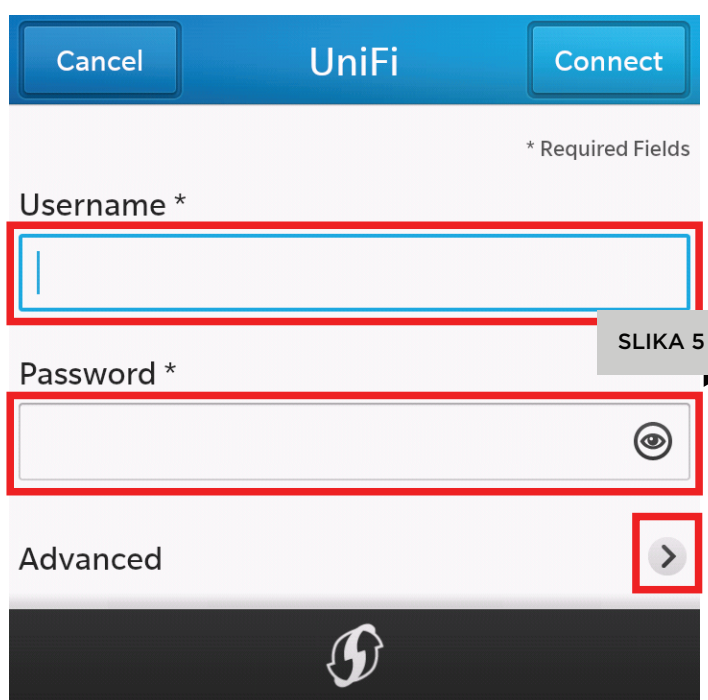 Cancel UniFi Connect
* Required Fields
Username *
SLIKA 5
Password *
Advanced